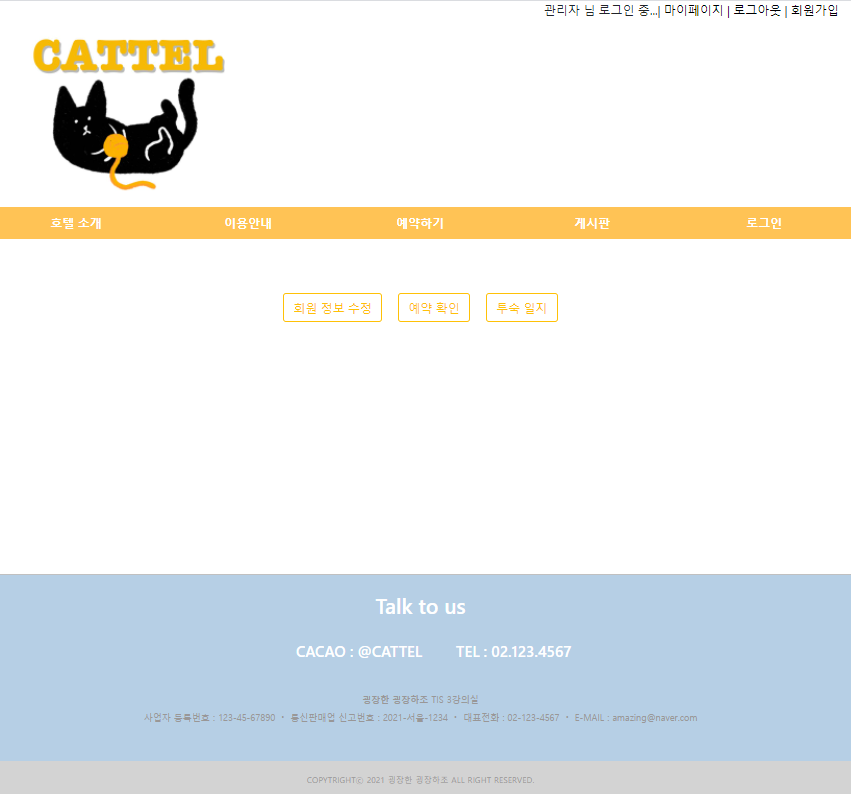 관리자 님 로그인 중...| 마이페이지 | 로그아웃 | 회원가입
CATTEL
호텔 소개 이용안내 예약하기 게시판 로그인
회원 정보 수정 예약 확인 투숙 일지
Talk to us
CACAO : @CATTEL TEL : 02.123.4567
굉장한 굉장하조 TIS 3강의실
사업자 등록번호 : 123-45-67890 ・ 통신판매업 신고번호 : 2021-서울-1234 ・ 대표전화 : 02-123-4567 ・ E-MAIL : amazing@naver.com
COPYTRIGHTⓒ 2021 굉장한 굉장하조 ALL RIGHT RESERVED.